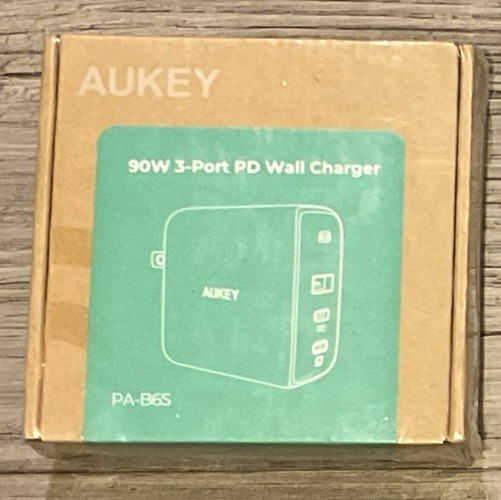 AUKEY
90W 3-Port PD Wall Charger
AUKEY
PA-B6S